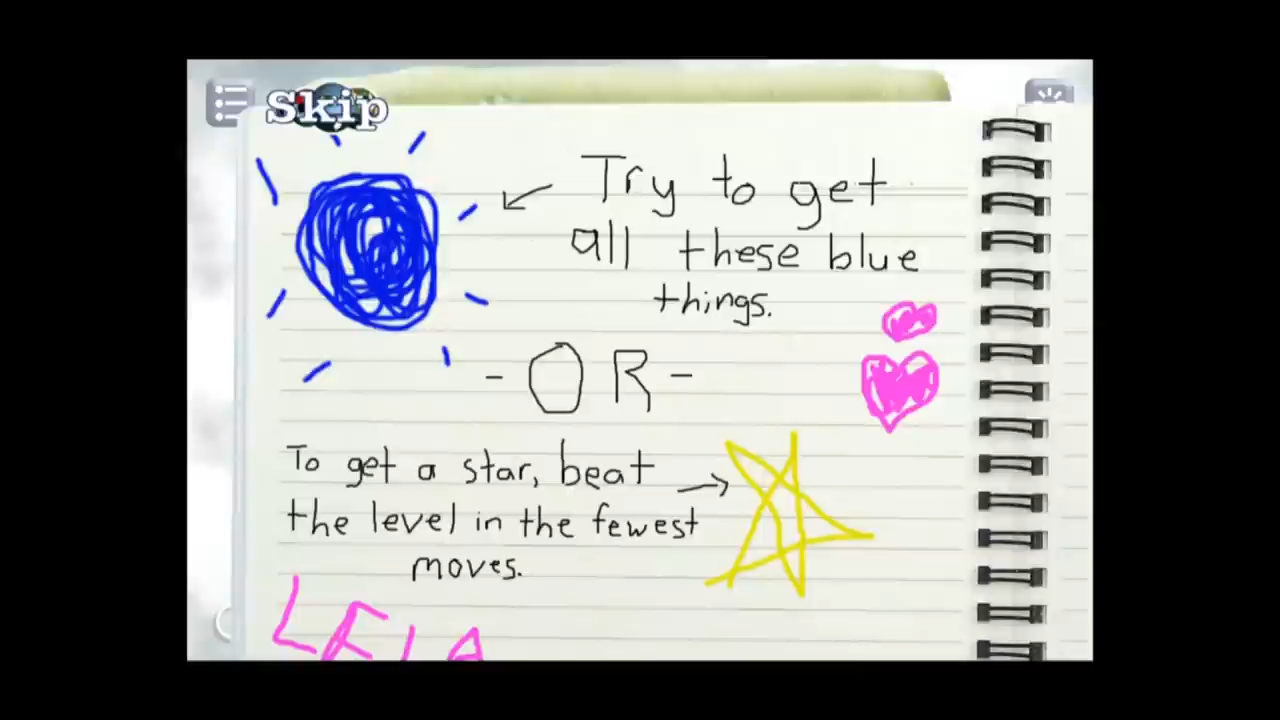 Skip
Try to get
all these blue
things.
- OR -
To get a star, beat
the level in the fewest
moves.
LEIA